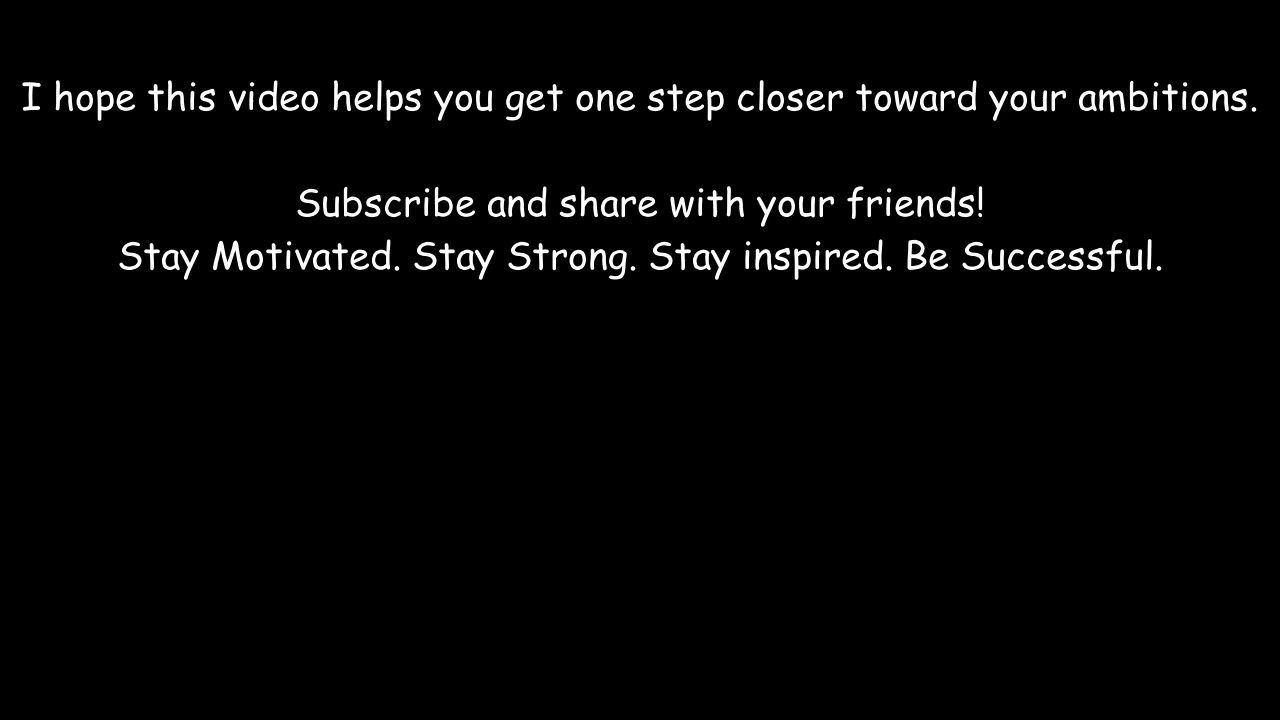 I hope this video helps you get one step closer toward your ambitions.
Subscribe and share with your friends!
Stay Motivated. Stay Strong. Stay inspired. Be Successful.